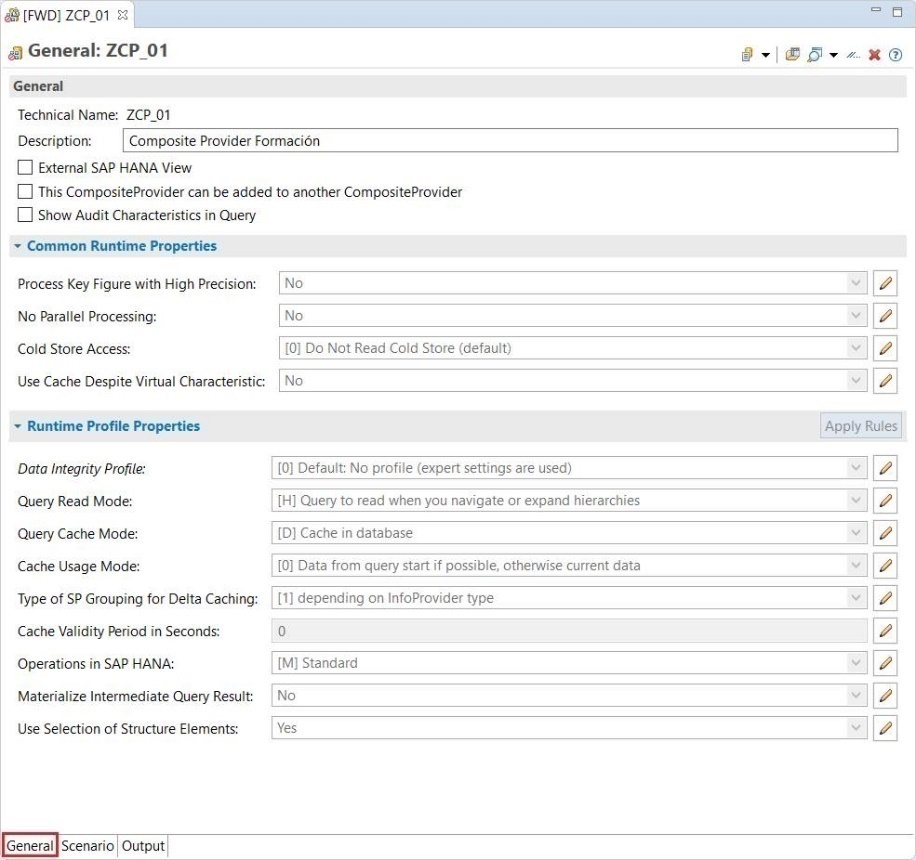 [FWD] ZCP_01
General: ZCP_01
General
Technical Name: ZCP_01
Description: Composite Provider Formación
External SAP HANA View
This CompositeProvider can be added to another CompositeProvider
Show Audit Characteristics in Query
Common Runtime Properties
Process Key Figure with High Precision: No
No Parallel Processing: No
Cold Store Access: [0] Do Not Read Cold Store (default)
Use Cache Despite Virtual Characteristic: No
Runtime Profile Properties Apply Rules
Data Integrity Profile: [0] Default: No profile (expert settings are used)
Query Read Mode: [H] Query to read when you navigate or expand hierarchies
Query Cache Mode: [D] Cache in database
Cache Usage Mode: [0] Data from query start if possible, otherwise current data
Type of SP Grouping for Delta Caching: [1] depending on InfoProvider type
Cache Validity Period in Seconds: 0
Operations in SAP HANA: [M] Standard
Materialize Intermediate Query Result: No
Use Selection of Structure Elements: Yes
General Scenario Output